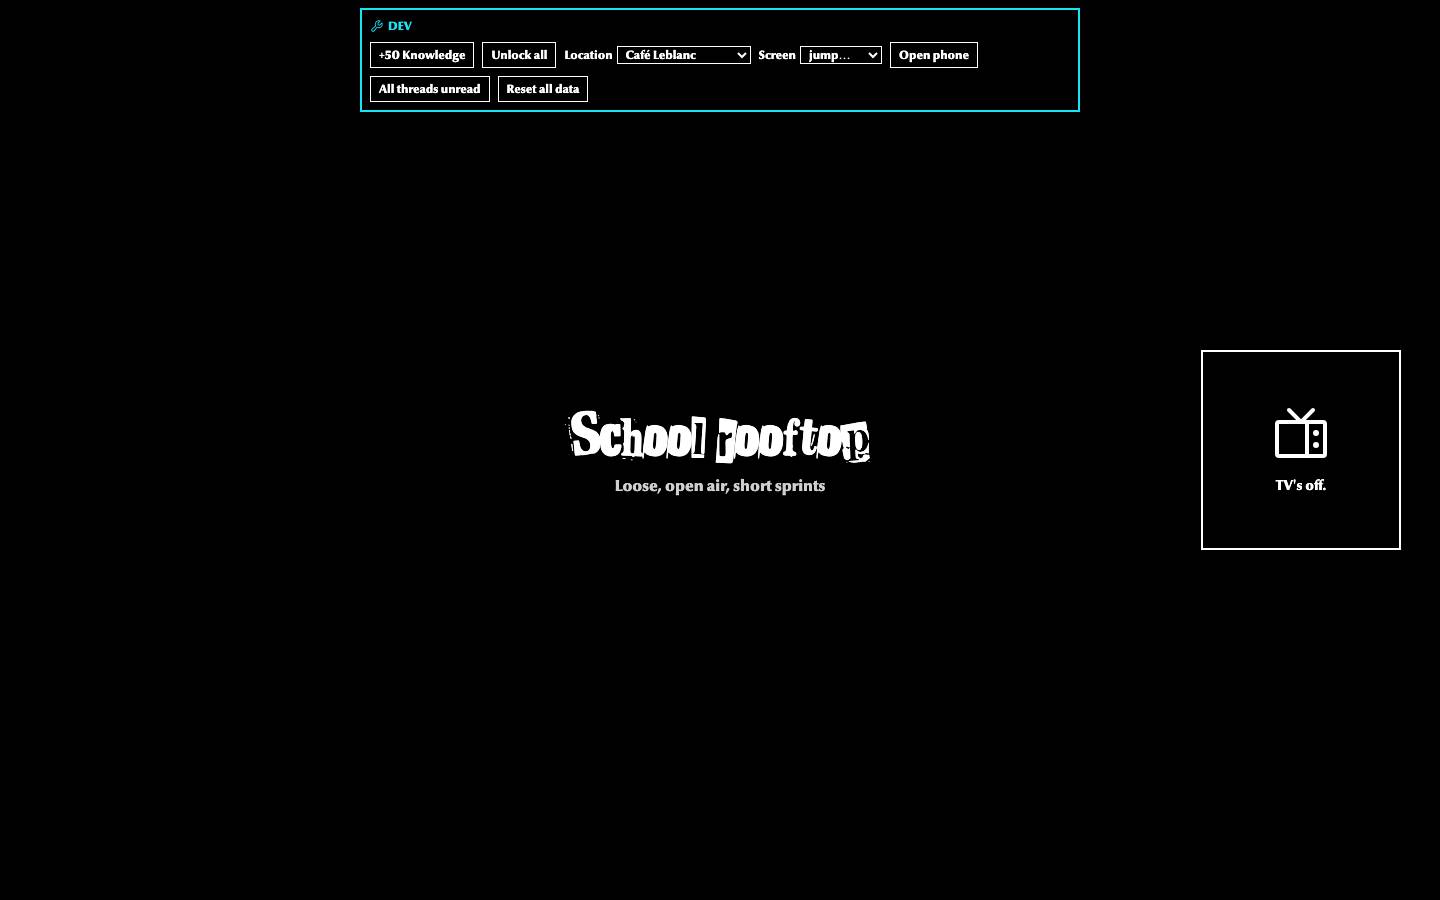 DEV
+50 Knowledge Unlock all Location Café Leblanc Screen jump... Open phone
All threads unread Reset all data
School rooftop
Loose, open air, short sprints
TV's off.